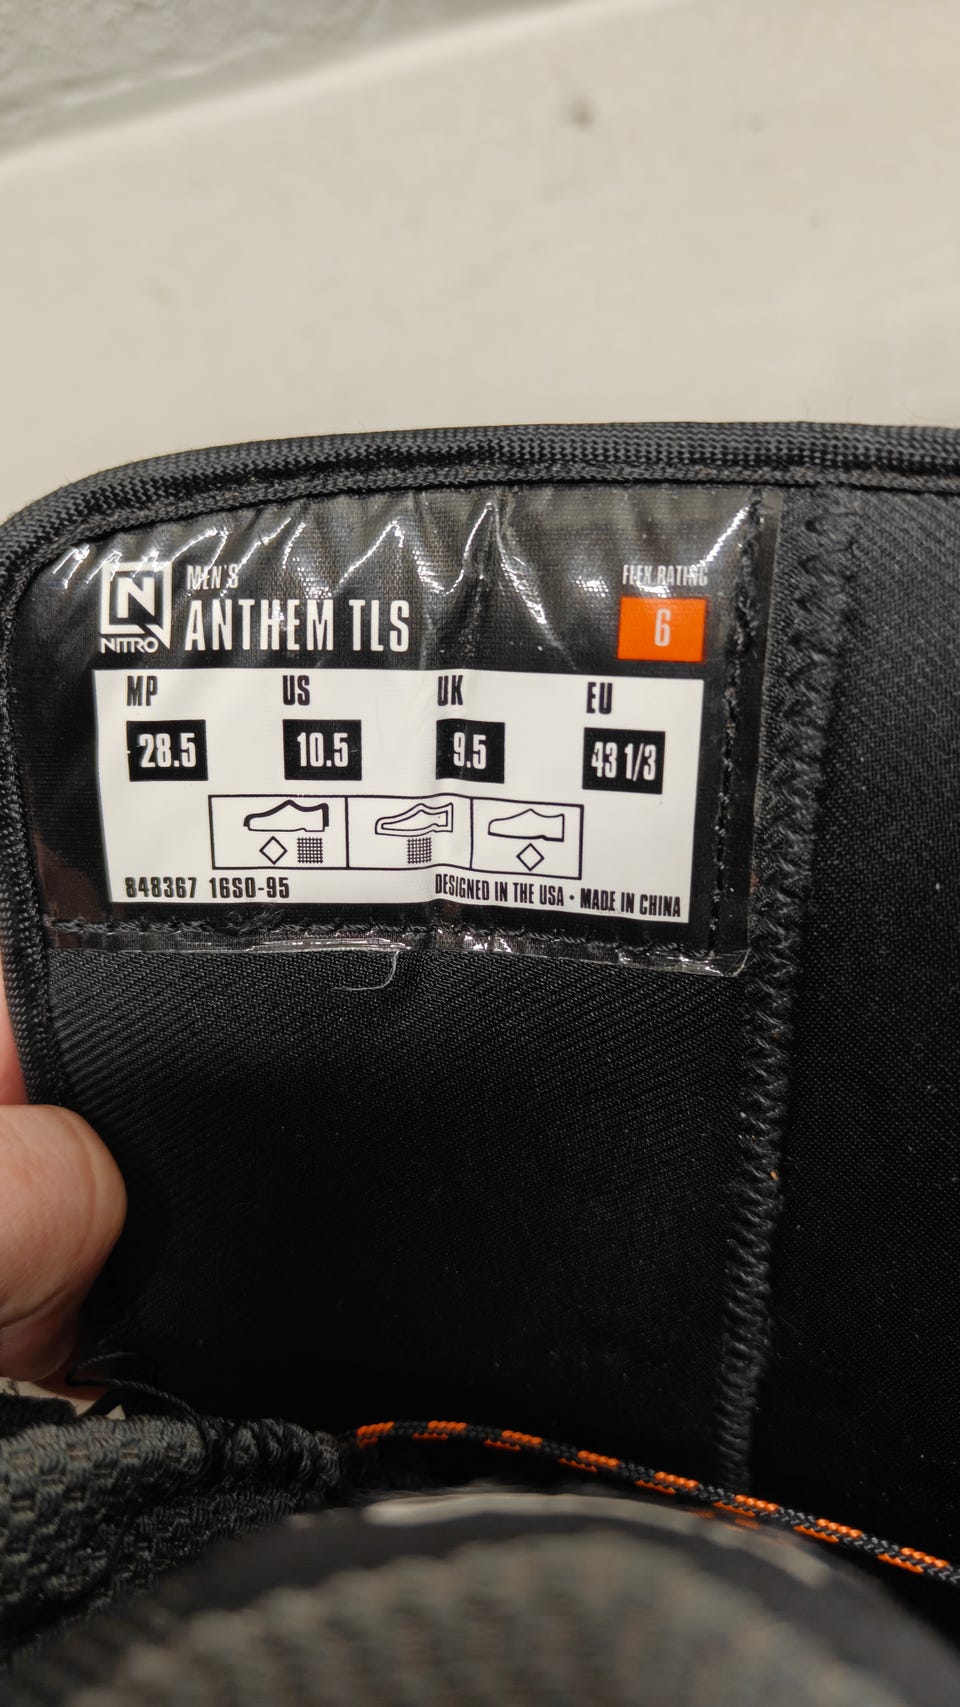 N
NITRO
MEN'S
ANTHEM TLS
FLEX RATING
6
MP US UK EU
28.5 10.5 9.5 43 1/3
848367 16SO-95
DESIGNED IN THE USA • MADE IN CHINA